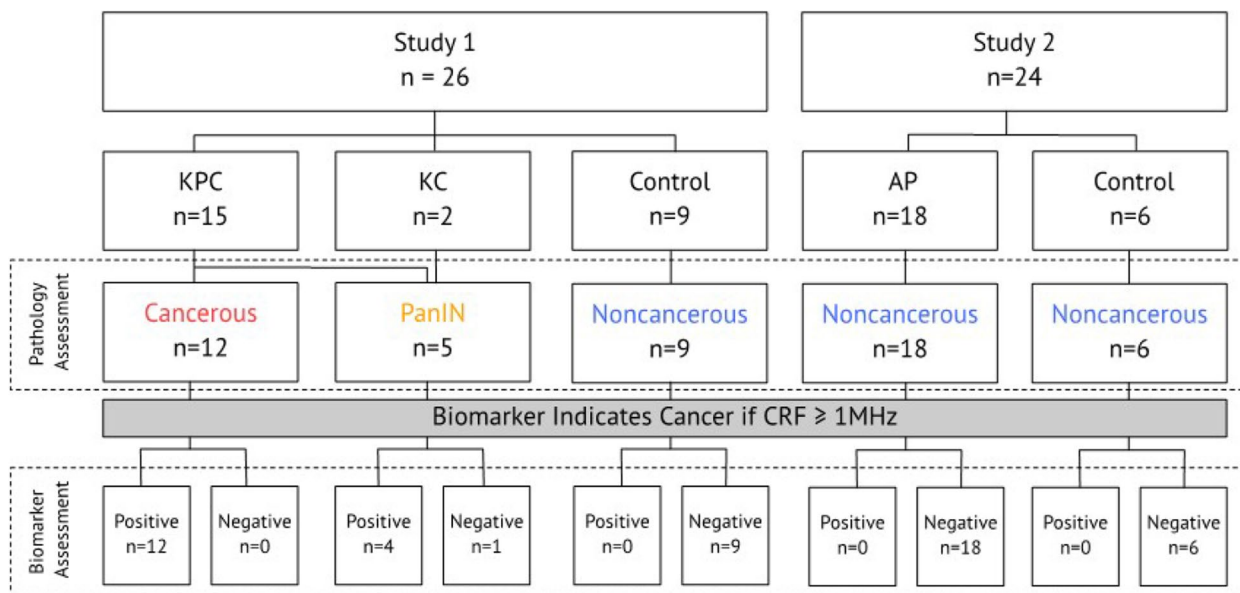 Study 1
n = 26
Study 2
n=24
KPC
n=15
KC
n=2
Control
n=9
AP
n=18
Control
n=6
Pathology
Assessment
Cancerous
n=12
PanIN
n=5
Noncancerous
n=9
Noncancerous
n=18
Noncancerous
n=6
Biomarker Indicates Cancer if CRF ⩾ 1MHz
Biomarker
Assessment
Positive
n=12
Negative
n=0
Positive
n=4
Negative
n=1
Positive
n=0
Negative
n=9
Positive
n=0
Negative
n=18
Positive
n=0
Negative
n=6